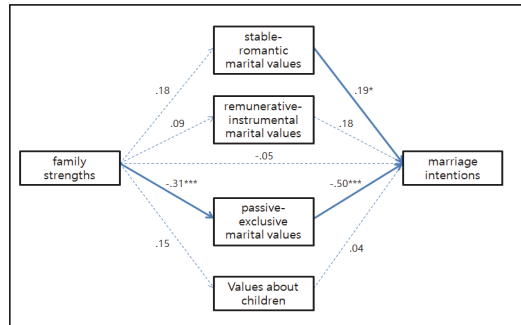 stable-
romantic
marital values
.18
.19*
remunerative-
instrumental
marital values
.09
.18
family
strengths
-.05
marriage
intentions
-.31***
-.50***
passive-
exclusive
marital values
.15
.04
Values about
children